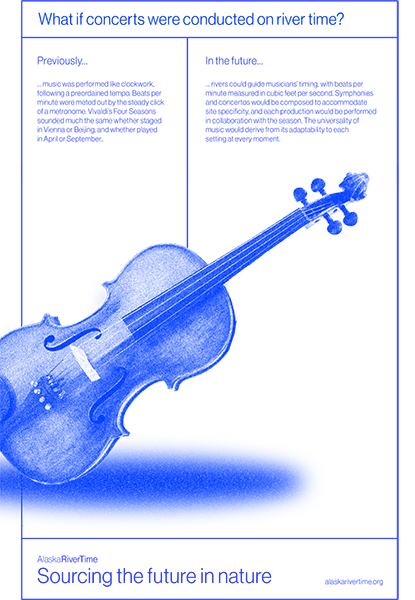 What if concerts were conducted on river time?
Previously...
... music was performed like clockwork,
following a preordained tempo. Beats per
minute were meted out by the steady click
of a metronome. Vivaldi's Four Seasons
sounded much the same whether staged
in Vienna or Beijing, and whether played
in April or September..
In the future...
... rivers could guide musicians' timing, with beats per
minute measured in cubic feet per second. Symphonies
and concertos would be composed to accommodate
site specificity, and each production would be performed
in collaboration with the season. The universality of
music would derive from its adaptability to each
setting at every moment.
AlaskaRiverTime
Sourcing the future in nature
alaskarivertime.org